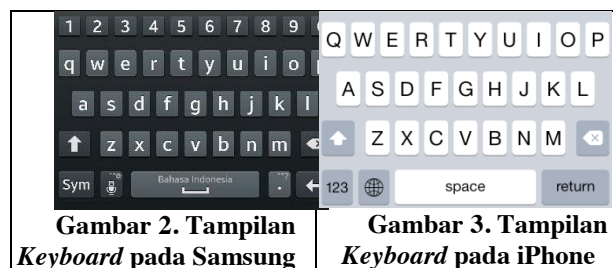 1 2 3 4 5 6 7 8 9
q w e r t y u i o
a s d f g h j k l
z x c v b n m
Sym Bahasa Indonesia .
Gambar 2. Tampilan
Keyboard pada Samsung
Q W E R T Y U I O P
A S D F G H J K L
Z X C V B N M
123 space return
Gambar 3. Tampilan
Keyboard pada iPhone